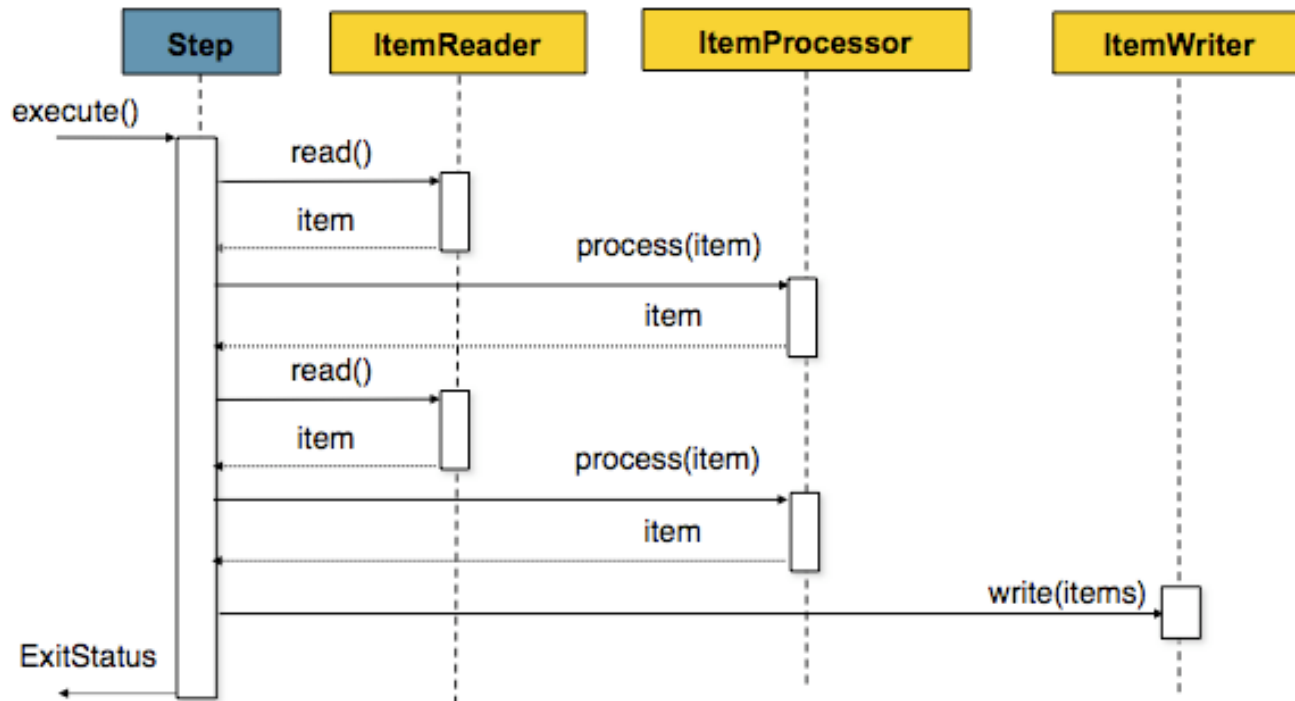 Step
ItemReader
ItemProcessor
ItemWriter
execute()
read()
item
process(item)
item
read()
item
process(item)
item
write(items)
ExitStatus